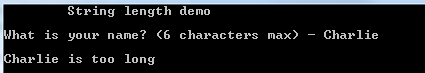 String length demo
What is your name? (6 characters max) - Charlie
Charlie is too long